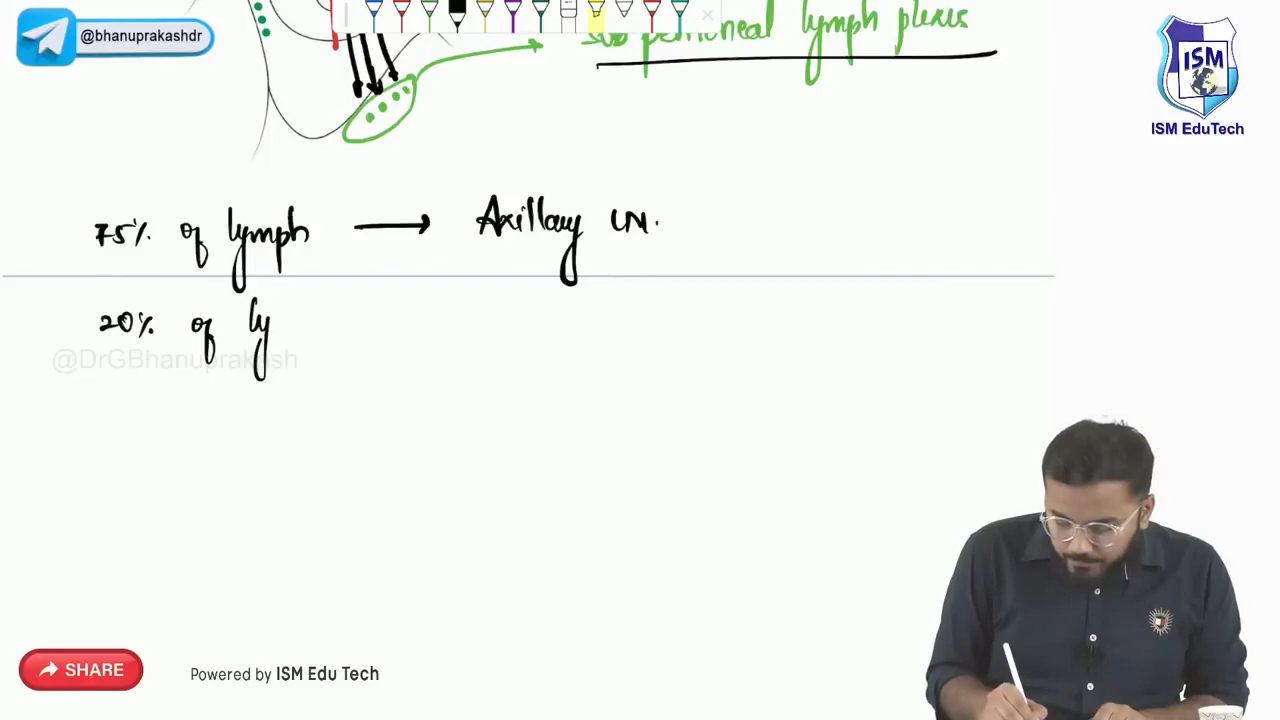 @bhanuprakashdr
lymph plexus
ISM
ISM EduTech
75% of lymph → Axillary LN.
20% of ly
@DrGBhanuprakash
SHARE
Powered by ISM Edu Tech